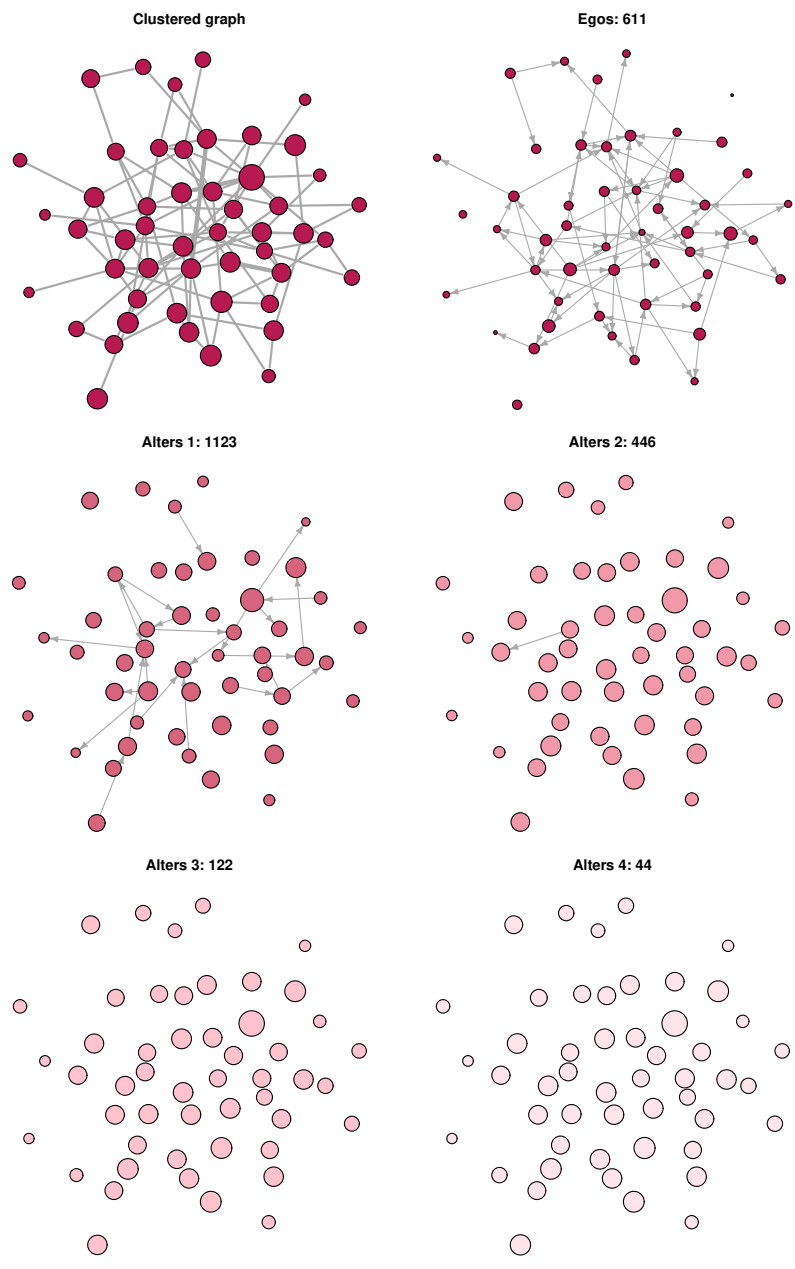 Clustered graph
Egos: 611
Alters 1: 1123
Alters 2: 446
Alters 3: 122
Alters 4: 44